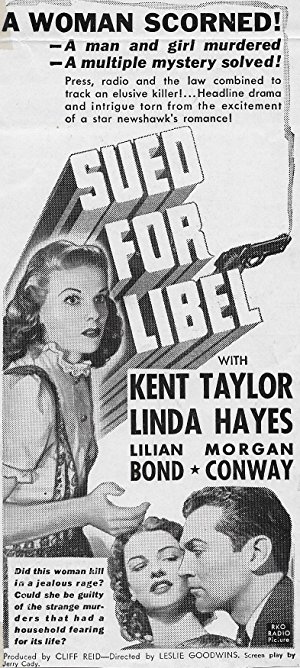 A WOMAN SCORNED!
—A man and girl murdered
—A multiple mystery solved!
Press, radio and the law combined to
track an elusive killer!...Headline drama
and intrigue torn from the excitement
of a star newshawk's romance!
SUED
FOR
LIBEL
WITH
KENT TAYLOR
LINDA HAYES
LILIAN MORGAN
BOND ★ CONWAY
Did this woman kill
in a jealous rage?
Could she be guilty
of the strange mur-
ders that had a
household fearing
for its life?
RKO
RADIO
Picture
Produced by CLIFF REID—Directed by LESLIE GOODWINS. Screen play by
Jerry Cady.